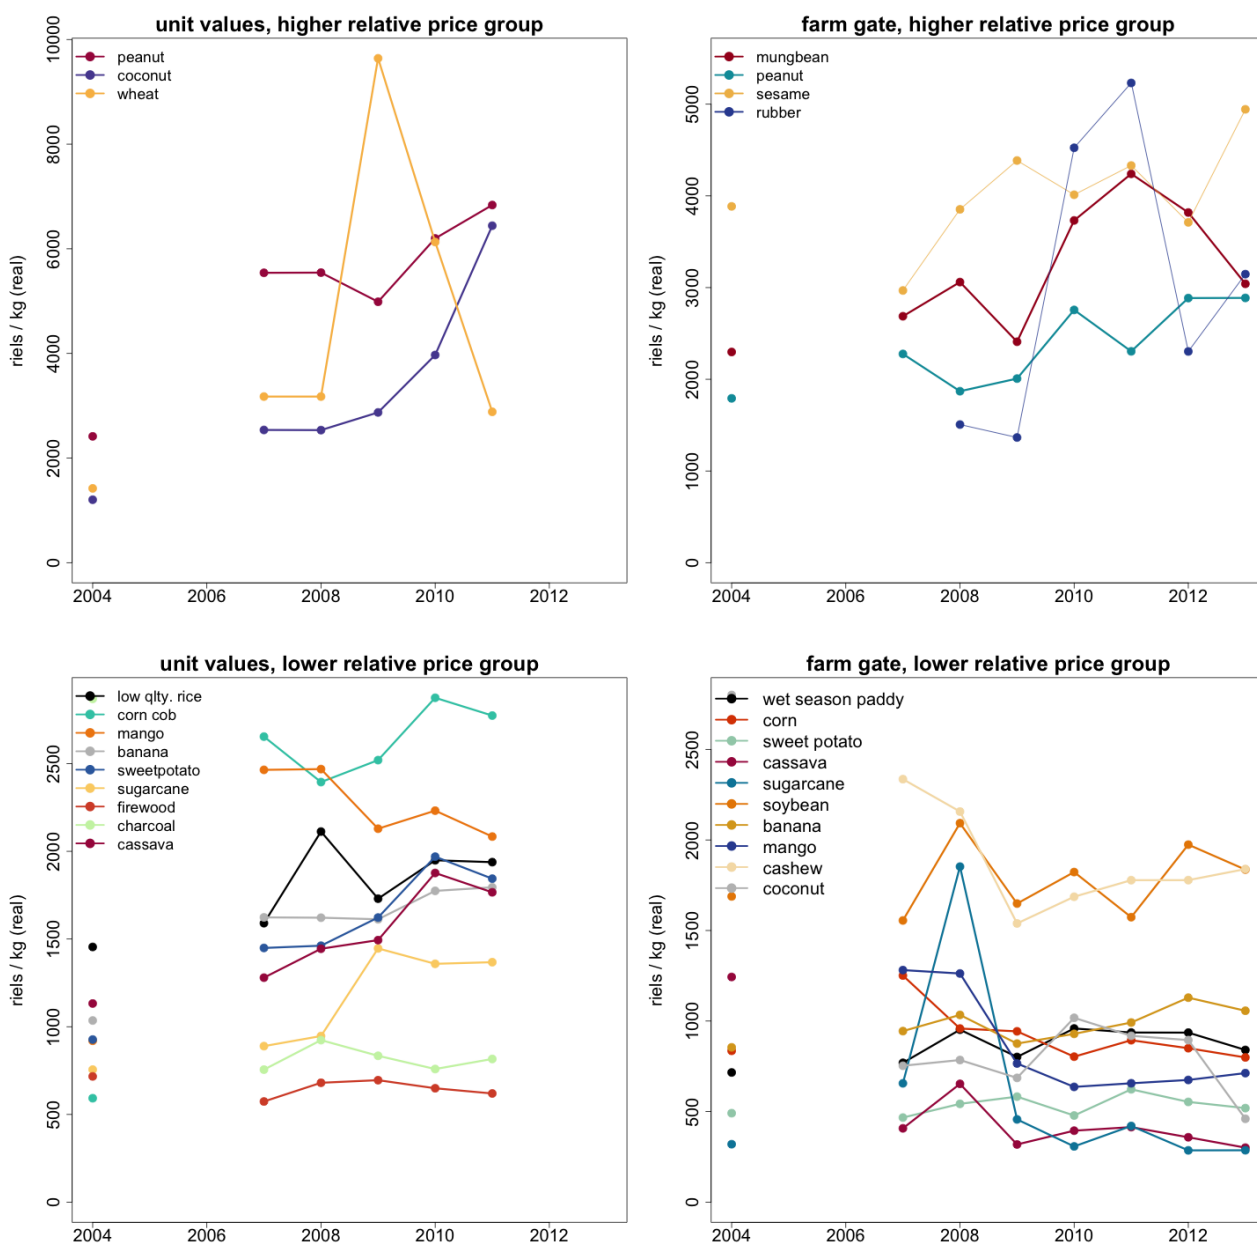 unit values, higher relative price group
riels / kg (real)
10000
8000
6000
4000
2000
0
peanut
coconut
wheat
2004 2006 2008 2010 2012
farm gate, higher relative price group
riels / kg (real)
5000
4000
3000
2000
1000
0
mungbean
peanut
sesame
rubber
2004 2006 2008 2010 2012
unit values, lower relative price group
riels / kg (real)
2500
2000
1500
1000
500
0
low qlty. rice
corn cob
mango
banana
sweetpotato
sugarcane
firewood
charcoal
cassava
2004 2006 2008 2010 2012
farm gate, lower relative price group
riels / kg (real)
2500
2000
1500
1000
500
0
wet season paddy
corn
sweet potato
cassava
sugarcane
soybean
banana
mango
cashew
coconut
2004 2006 2008 2010 2012